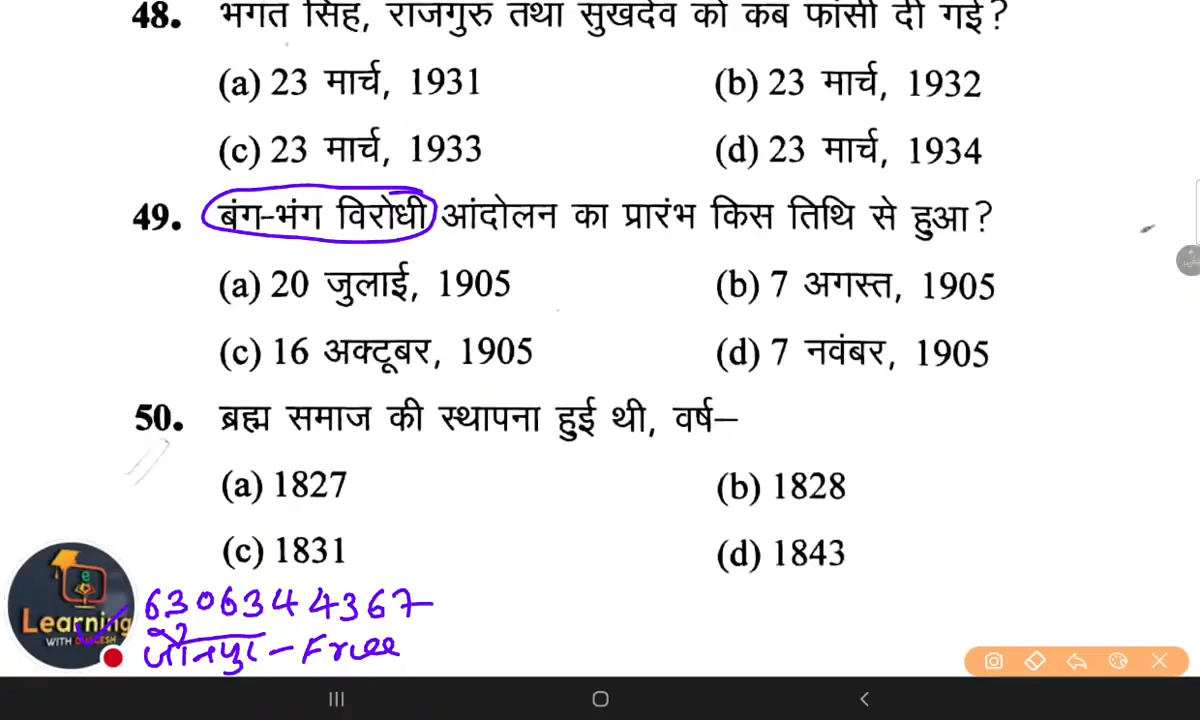 48. भगत सिंह, राजगुरु तथा सुखदेव को कब फांसी दी गई?
(a) 23 मार्च, 1931 (b) 23 मार्च, 1932
(c) 23 मार्च, 1933 (d) 23 मार्च, 1934
49. बंग-भंग विरोधी आंदोलन का प्रारंभ किस तिथि से हुआ?
(a) 20 जुलाई, 1905 (b) 7 अगस्त, 1905
(c) 16 अक्टूबर, 1905 (d) 7 नवंबर, 1905
50. ब्रह्म समाज की स्थापना हुई थी, वर्ष–
(a) 1827 (b) 1828
(c) 1831 (d) 1843
6306344367
जौनपुर - Free
Learning
WITH